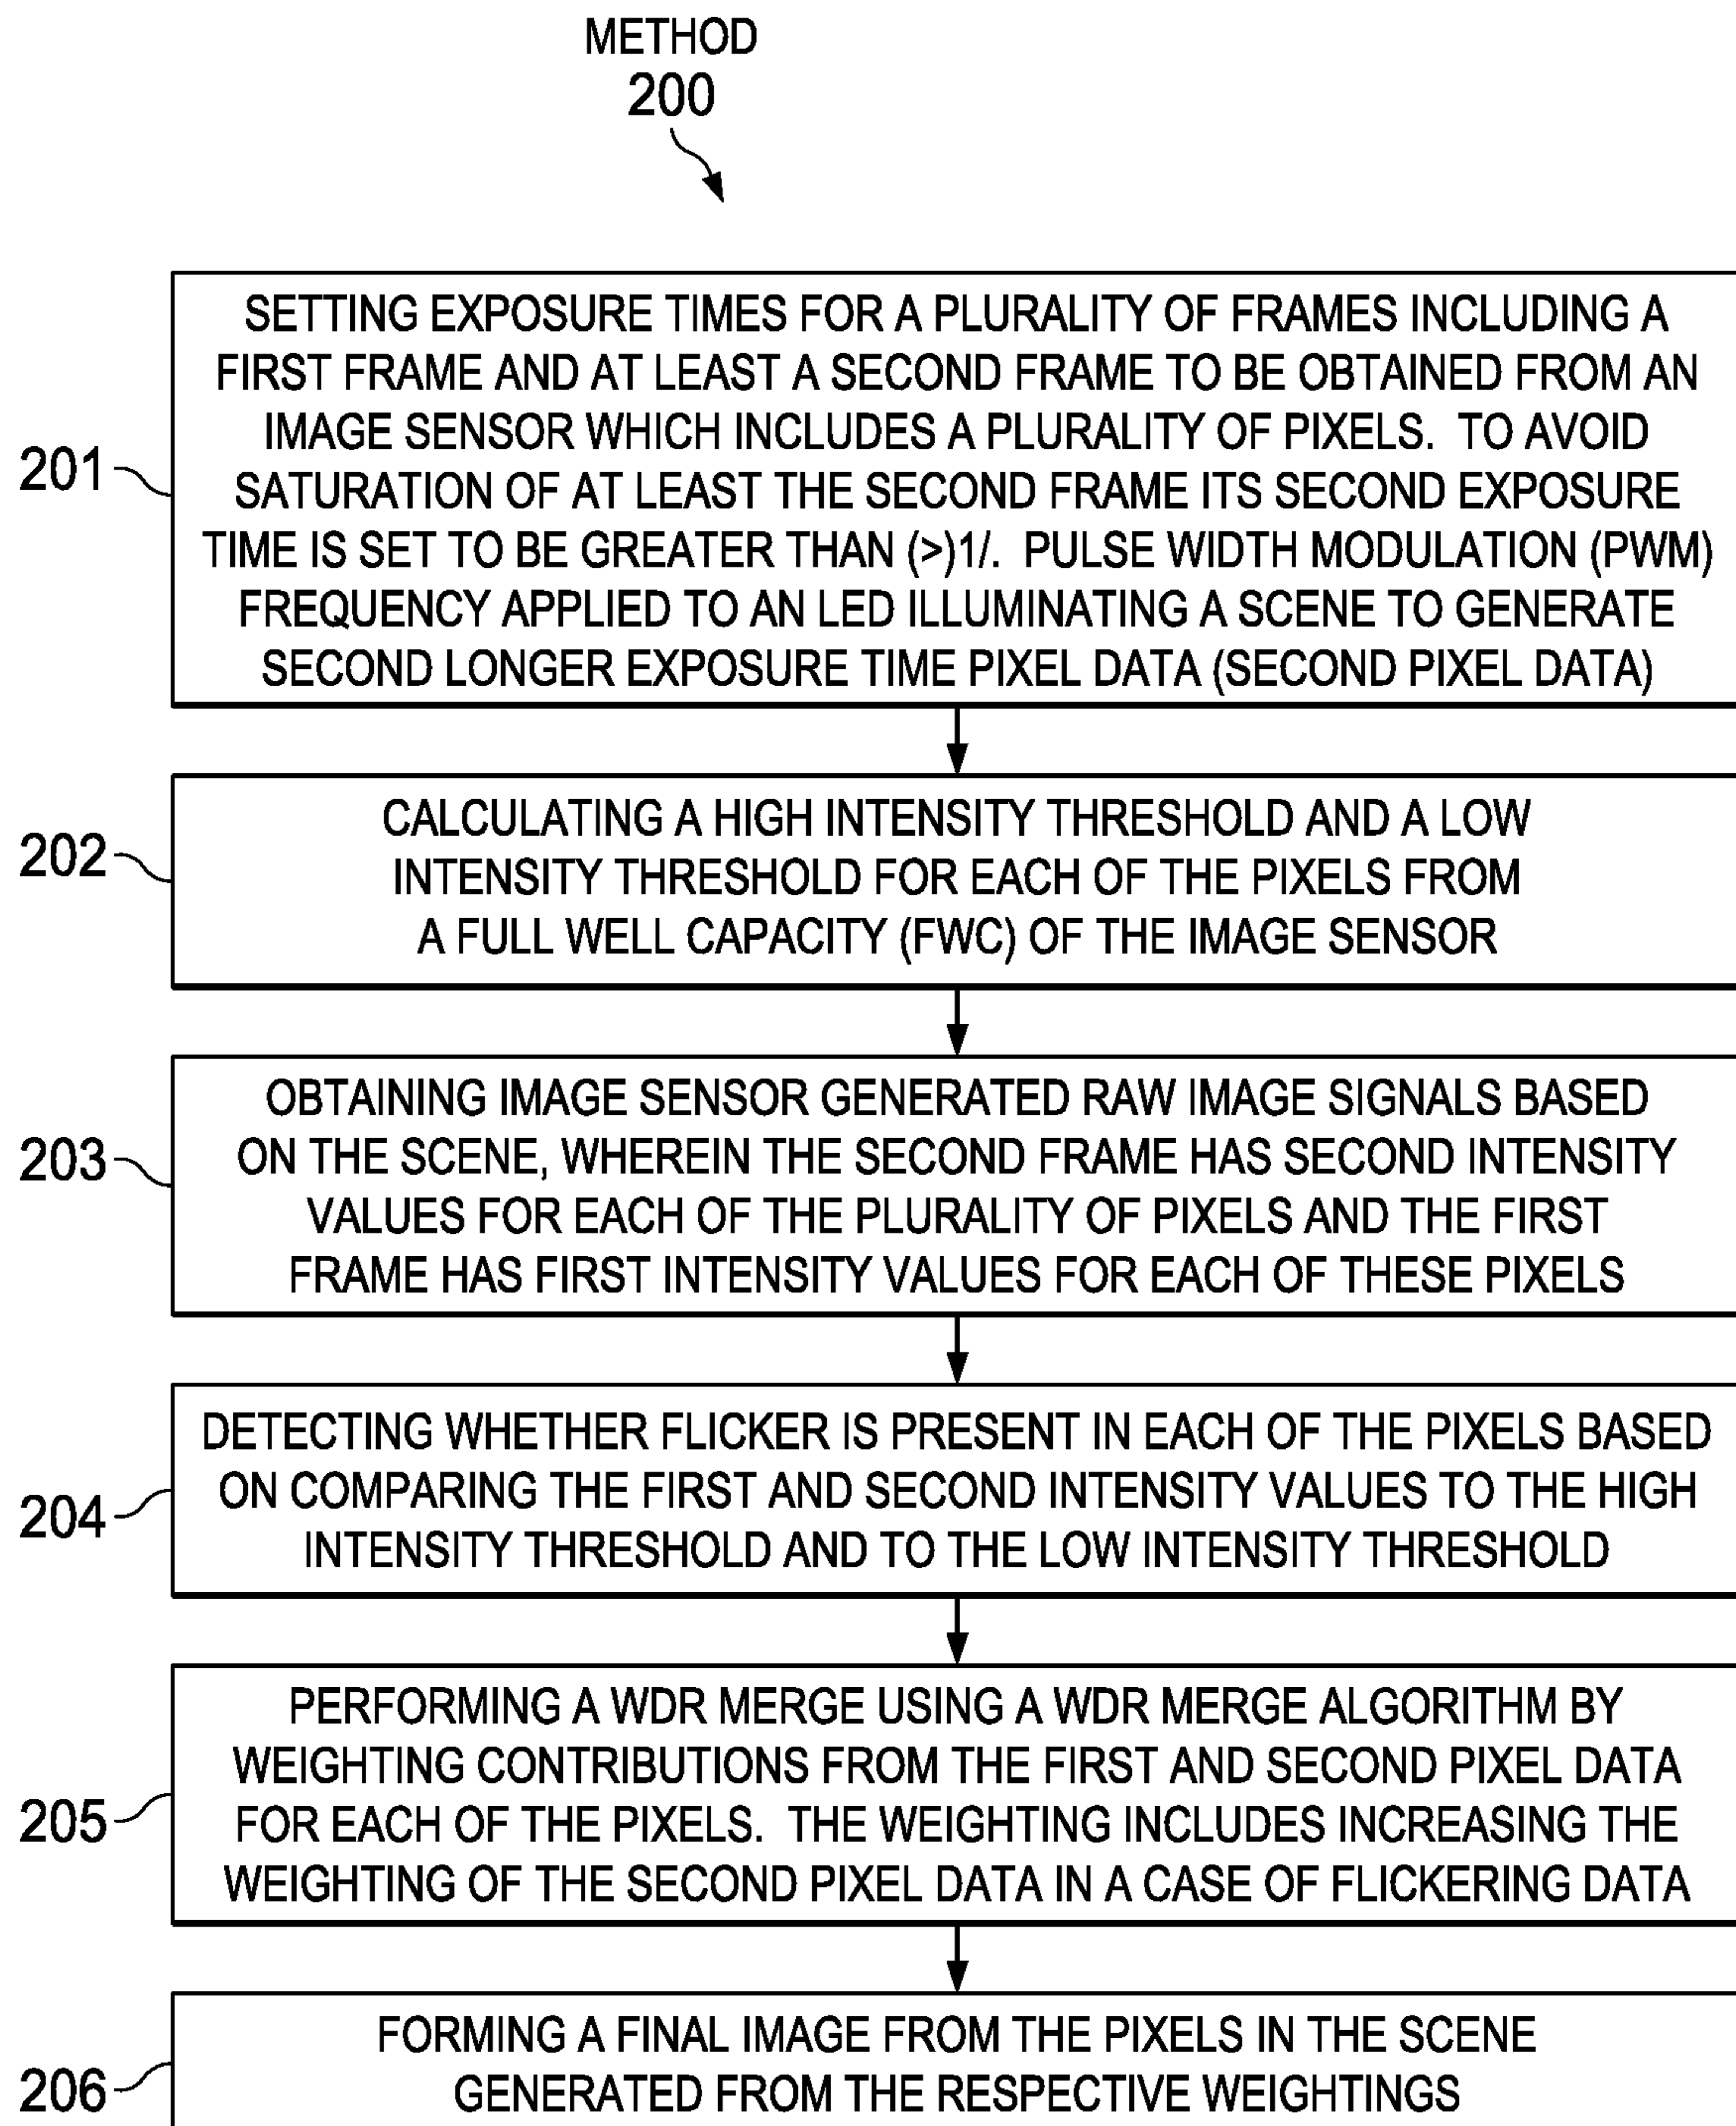 METHOD
200
201
SETTING EXPOSURE TIMES FOR A PLURALITY OF FRAMES INCLUDING A
FIRST FRAME AND AT LEAST A SECOND FRAME TO BE OBTAINED FROM AN
IMAGE SENSOR WHICH INCLUDES A PLURALITY OF PIXELS. TO AVOID
SATURATION OF AT LEAST THE SECOND FRAME ITS SECOND EXPOSURE
TIME IS SET TO BE GREATER THAN (>)1/. PULSE WIDTH MODULATION (PWM)
FREQUENCY APPLIED TO AN LED ILLUMINATING A SCENE TO GENERATE
SECOND LONGER EXPOSURE TIME PIXEL DATA (SECOND PIXEL DATA)
202
CALCULATING A HIGH INTENSITY THRESHOLD AND A LOW
INTENSITY THRESHOLD FOR EACH OF THE PIXELS FROM
A FULL WELL CAPACITY (FWC) OF THE IMAGE SENSOR
203
OBTAINING IMAGE SENSOR GENERATED RAW IMAGE SIGNALS BASED
ON THE SCENE, WHEREIN THE SECOND FRAME HAS SECOND INTENSITY
VALUES FOR EACH OF THE PLURALITY OF PIXELS AND THE FIRST
FRAME HAS FIRST INTENSITY VALUES FOR EACH OF THESE PIXELS
204
DETECTING WHETHER FLICKER IS PRESENT IN EACH OF THE PIXELS BASED
ON COMPARING THE FIRST AND SECOND INTENSITY VALUES TO THE HIGH
INTENSITY THRESHOLD AND TO THE LOW INTENSITY THRESHOLD
205
PERFORMING A WDR MERGE USING A WDR MERGE ALGORITHM BY
WEIGHTING CONTRIBUTIONS FROM THE FIRST AND SECOND PIXEL DATA
FOR EACH OF THE PIXELS. THE WEIGHTING INCLUDES INCREASING THE
WEIGHTING OF THE SECOND PIXEL DATA IN A CASE OF FLICKERING DATA
206
FORMING A FINAL IMAGE FROM THE PIXELS IN THE SCENE
GENERATED FROM THE RESPECTIVE WEIGHTINGS